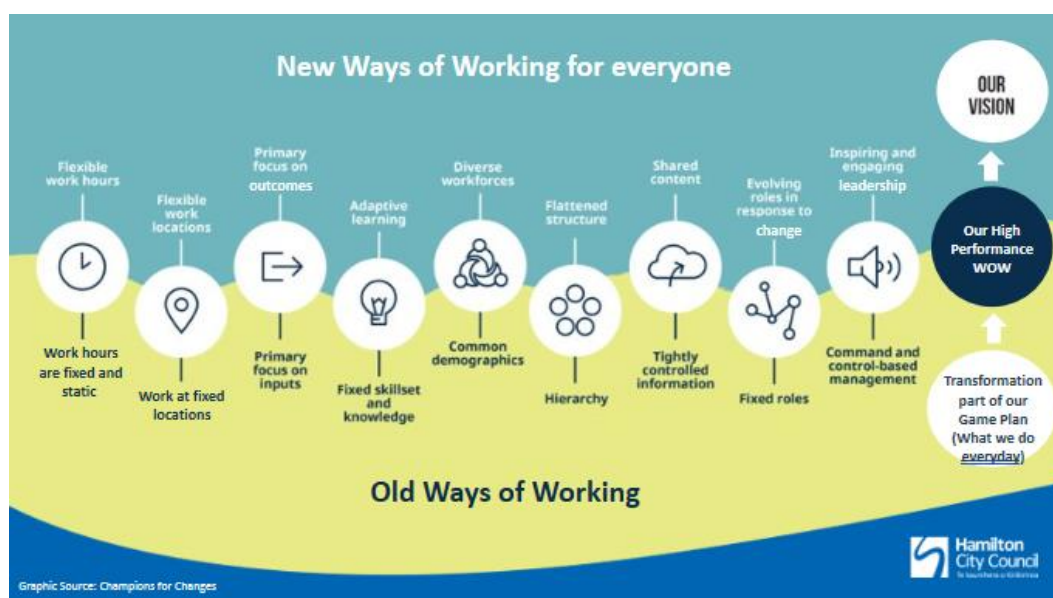 New Ways of Working for everyone
OUR
VISION
Flexible
work hours
Flexible
work
locations
Primary
focus on
outcomes
Adaptive
learning
Diverse
workforces
Flattened
structure
Shared
content
Evolving
roles in
response to
change
Inspiring and
engaging
leadership
Our High
Performance
WOW
Work hours
are fixed and
static
Work at fixed
locations
Primary
focus on
inputs
Fixed skillset
and
knowledge
Common
demographics
Hierarchy
Tightly
controlled
information
Fixed roles
Command and
control-based
management
Transformation
part of our
Game Plan
(What we do
everyday)
Old Ways of Working
Hamilton
City Council
Te kaunihera o Kirikiriroa
Graphic Source: Champions for Changes